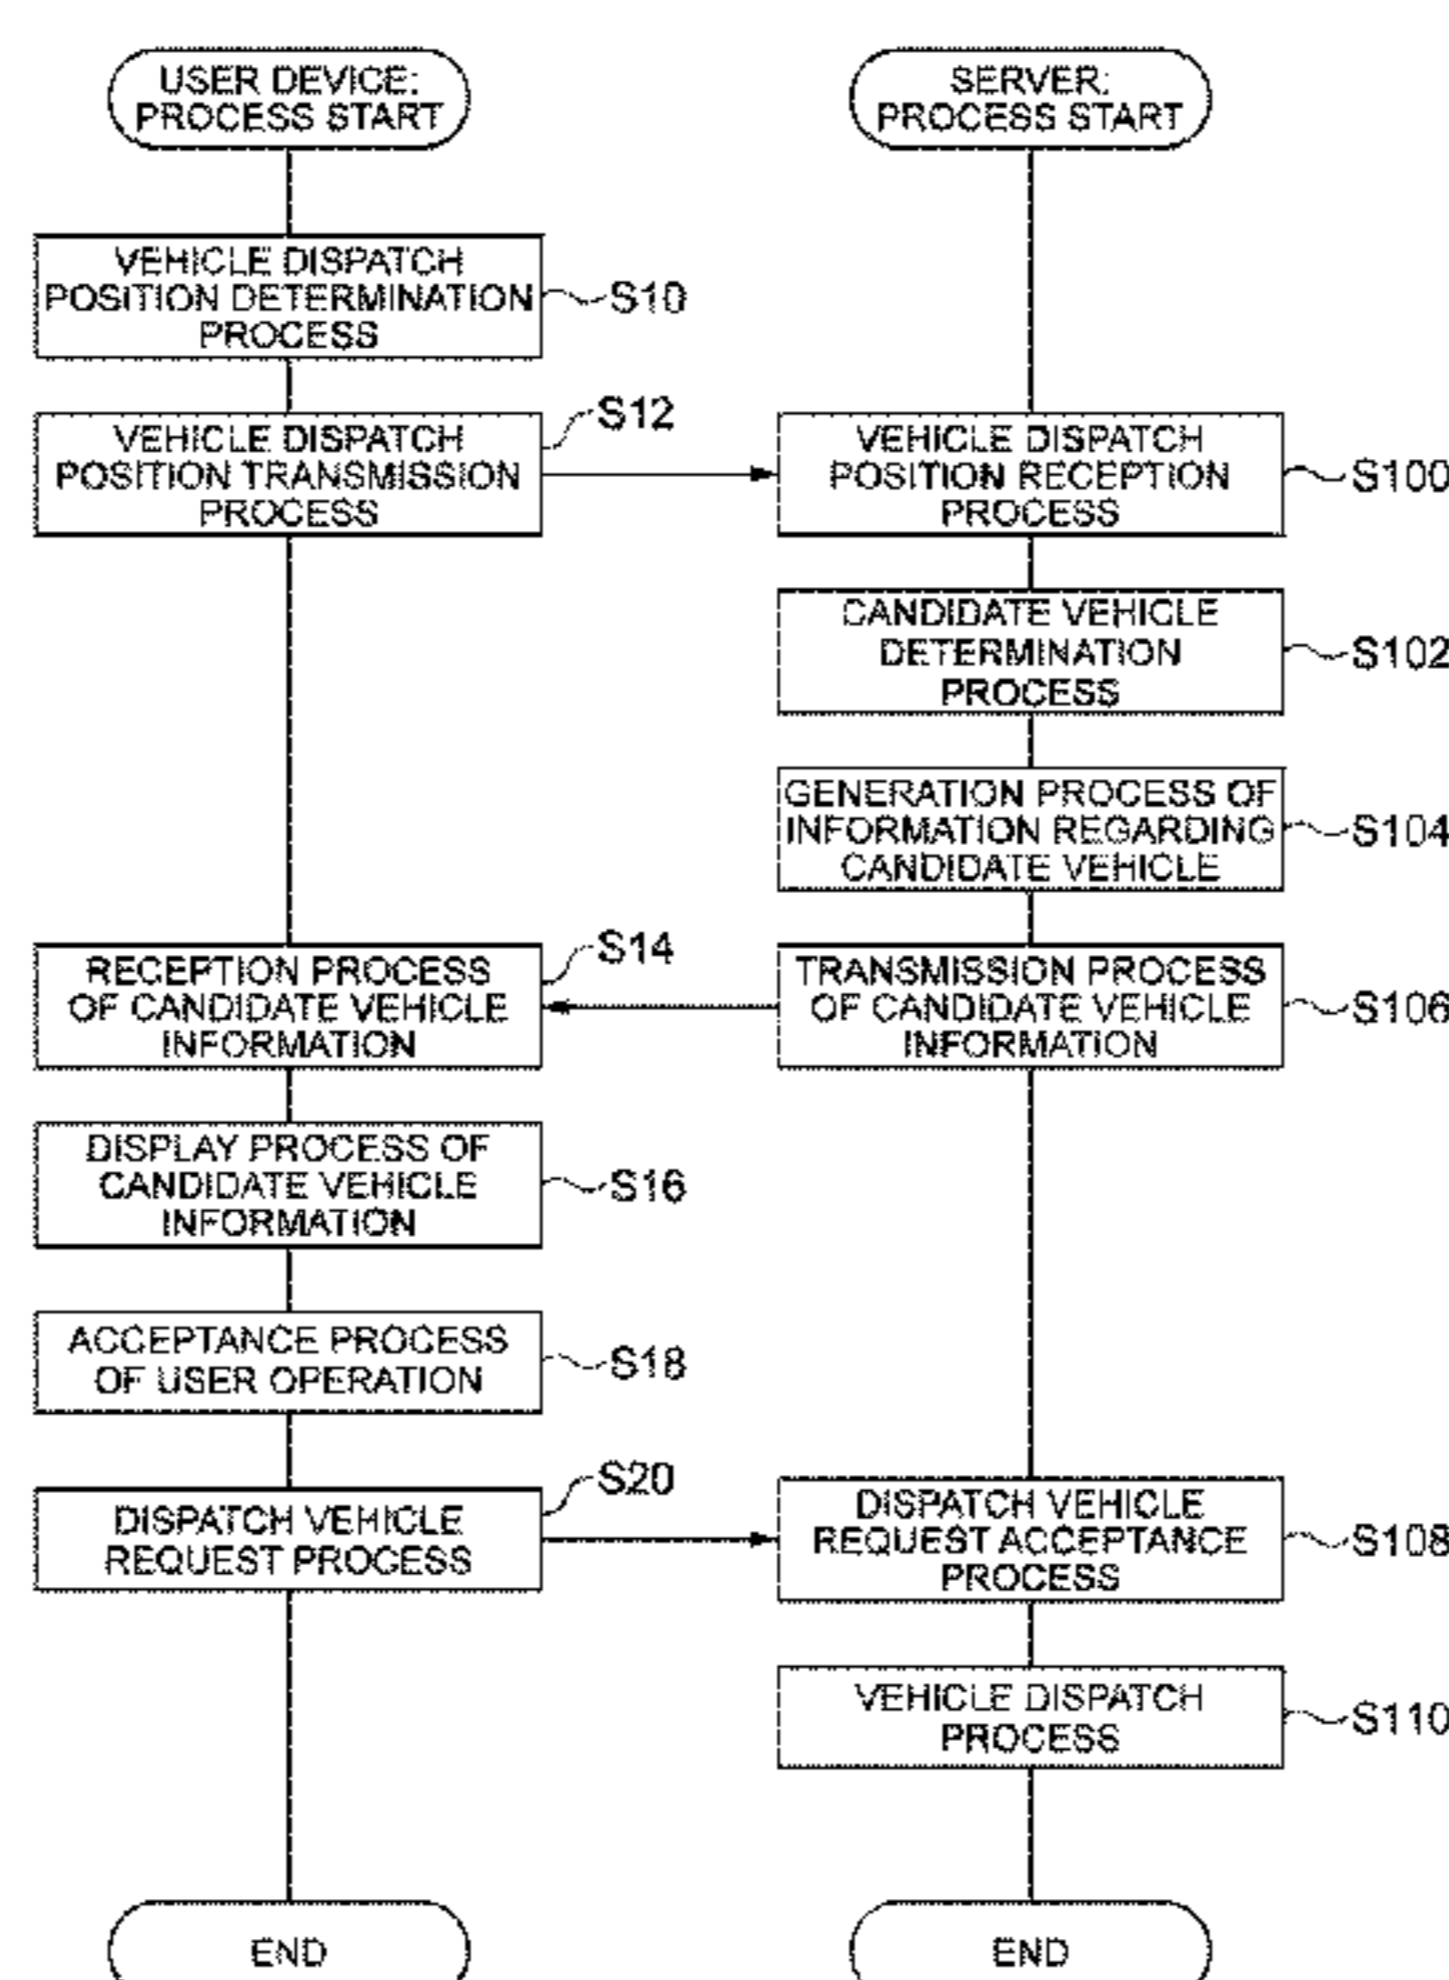 USER DEVICE:
PROCESS START
VEHICLE DISPATCH
POSITION DETERMINATION
PROCESS
S10
VEHICLE DISPATCH
POSITION TRANSMISSION
PROCESS
S12
RECEPTION PROCESS
OF CANDIDATE VEHICLE
INFORMATION
S14
DISPLAY PROCESS OF
CANDIDATE VEHICLE
INFORMATION
S16
ACCEPTANCE PROCESS
OF USER OPERATION
S18
DISPATCH VEHICLE
REQUEST PROCESS
S20
END
SERVER:
PROCESS START
VEHICLE DISPATCH
POSITION RECEPTION
PROCESS
S100
CANDIDATE VEHICLE
DETERMINATION
PROCESS
S102
GENERATION PROCESS OF
INFORMATION REGARDING
CANDIDATE VEHICLE
S104
TRANSMISSION PROCESS
OF CANDIDATE VEHICLE
INFORMATION
S106
DISPATCH VEHICLE
REQUEST ACCEPTANCE
PROCESS
S108
VEHICLE DISPATCH
PROCESS
S110
END